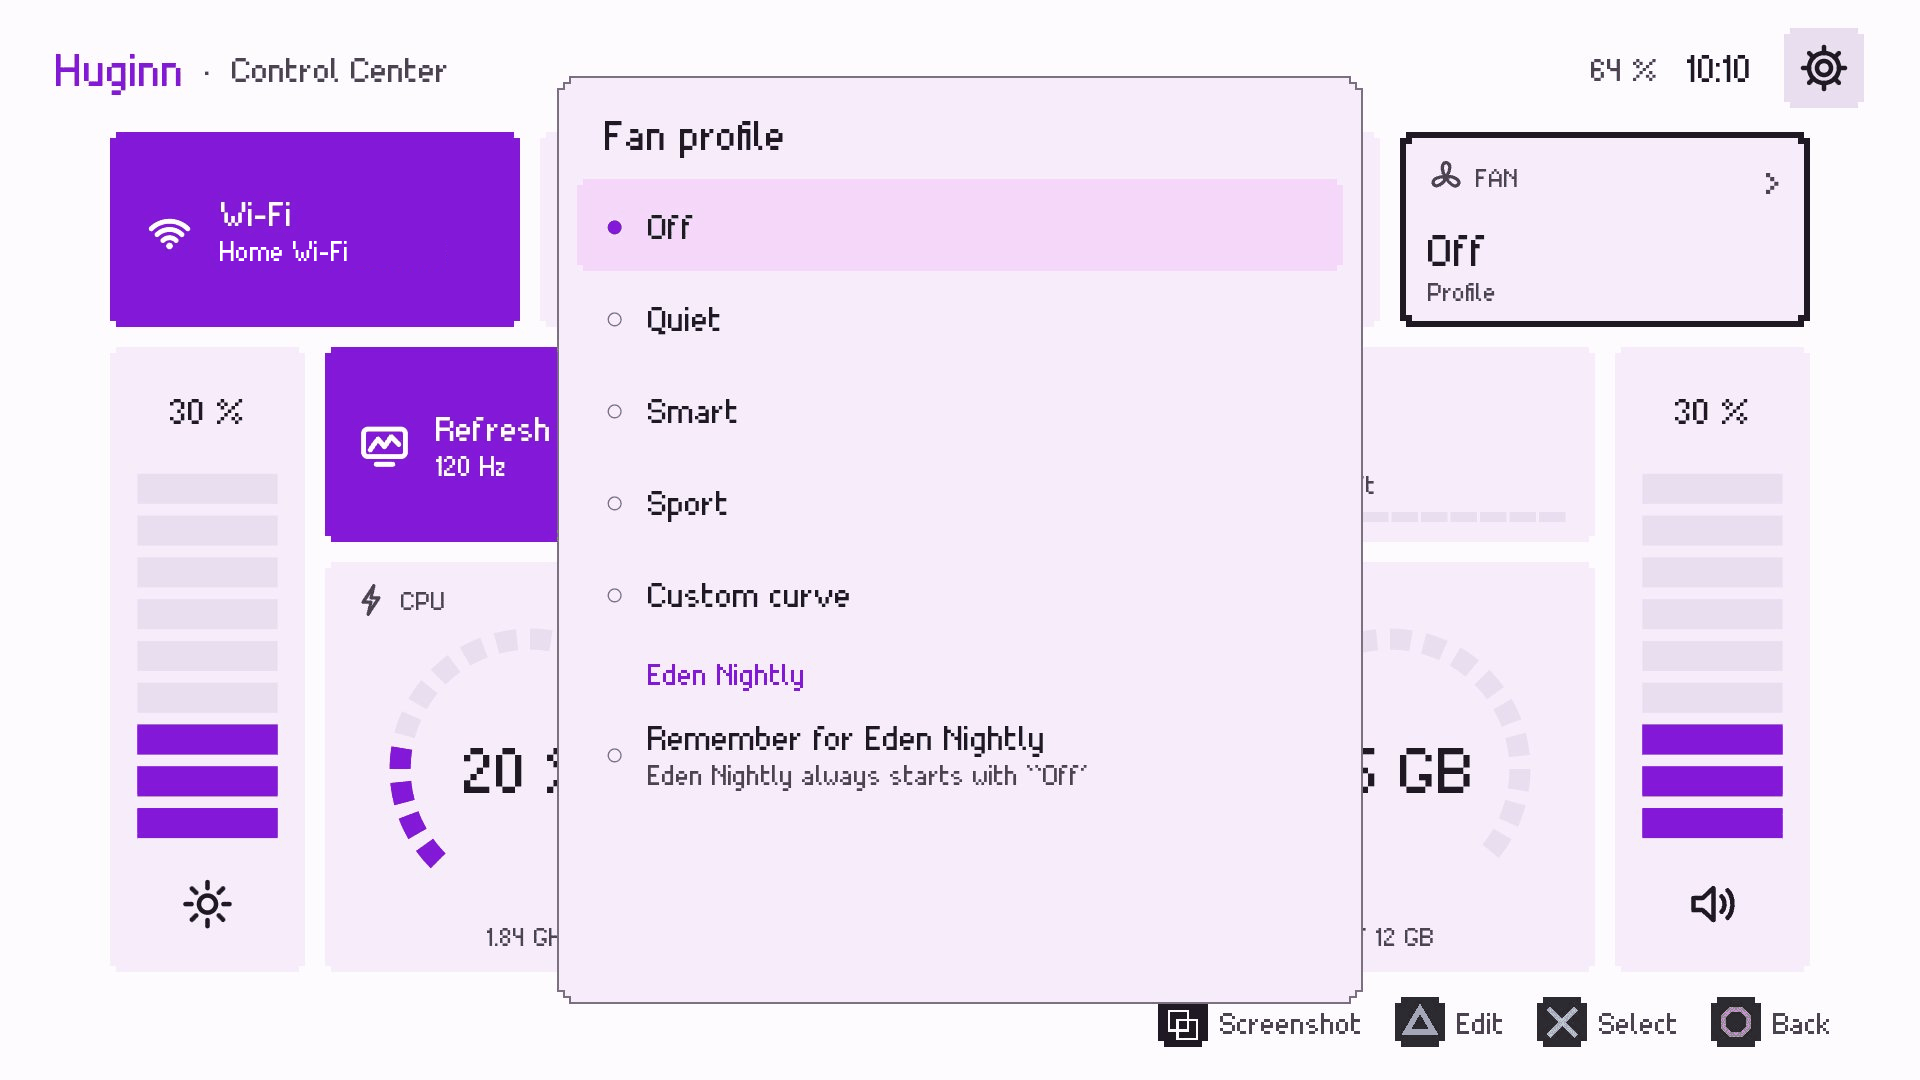 Huginn · Control Center
64 % 10:10
Fan profile
Wi-Fi
Home Wi-Fi
FAN
Off
Profile
Off
Quiet
Smart
Sport
Custom curve
Eden Nightly
Remember for Eden Nightly
Eden Nightly always starts with “Off”
30 %
Refresh
120 Hz
CPU
20
1.84
GB
12 GB
30 %
Screenshot
Edit
Select
Back